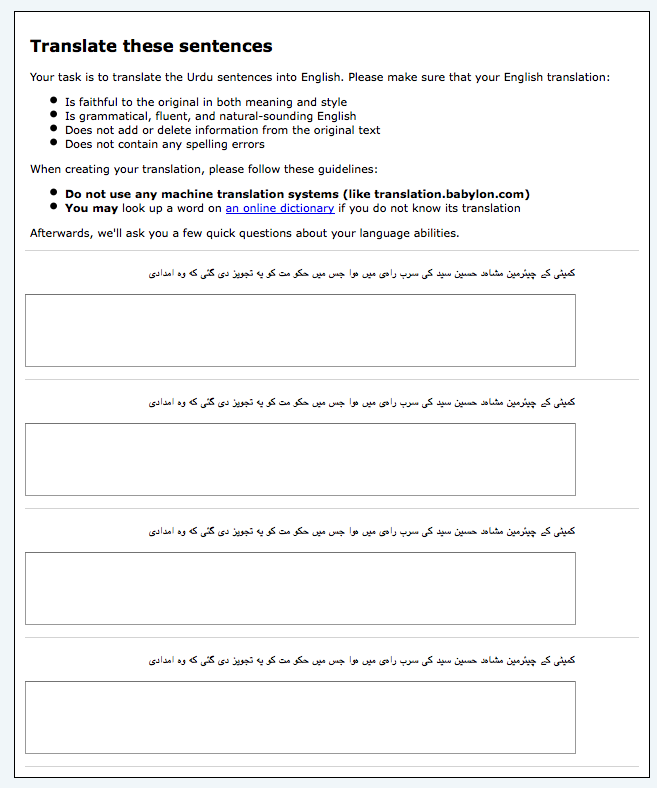 Translate these sentences
Your task is to translate the Urdu sentences into English. Please make sure that your English translation:
Is faithful to the original in both meaning and style
Is grammatical, fluent, and natural-sounding English
Does not add or delete information from the original text
Does not contain any spelling errors
When creating your translation, please follow these guidelines:
Do not use any machine translation systems (like translation.babylon.com)
You may look up a word on an online dictionary if you do not know its translation
Afterwards, we'll ask you a few quick questions about your language abilities.
کمیٹی کے چیئرمین مشاہد حسین سید کی سرب راہی میں ہوا جس میں حکو مت کو یہ تجویز دی گئی که وہ امدادی
کمیٹی کے چیئرمین مشاہد حسین سید کی سرب راہی میں ہوا جس میں حکو مت کو یہ تجویز دی گئی که وہ امدادی
کمیٹی کے چیئرمین مشاہد حسین سید کی سرب راہی میں ہوا جس میں حکو مت کو یہ تجویز دی گئی که وہ امدادی
کمیٹی کے چیئرمین مشاہد حسین سید کی سرب راہی میں ہوا جس میں حکو مت کو یہ تجویز دی گئی که وہ امدادی